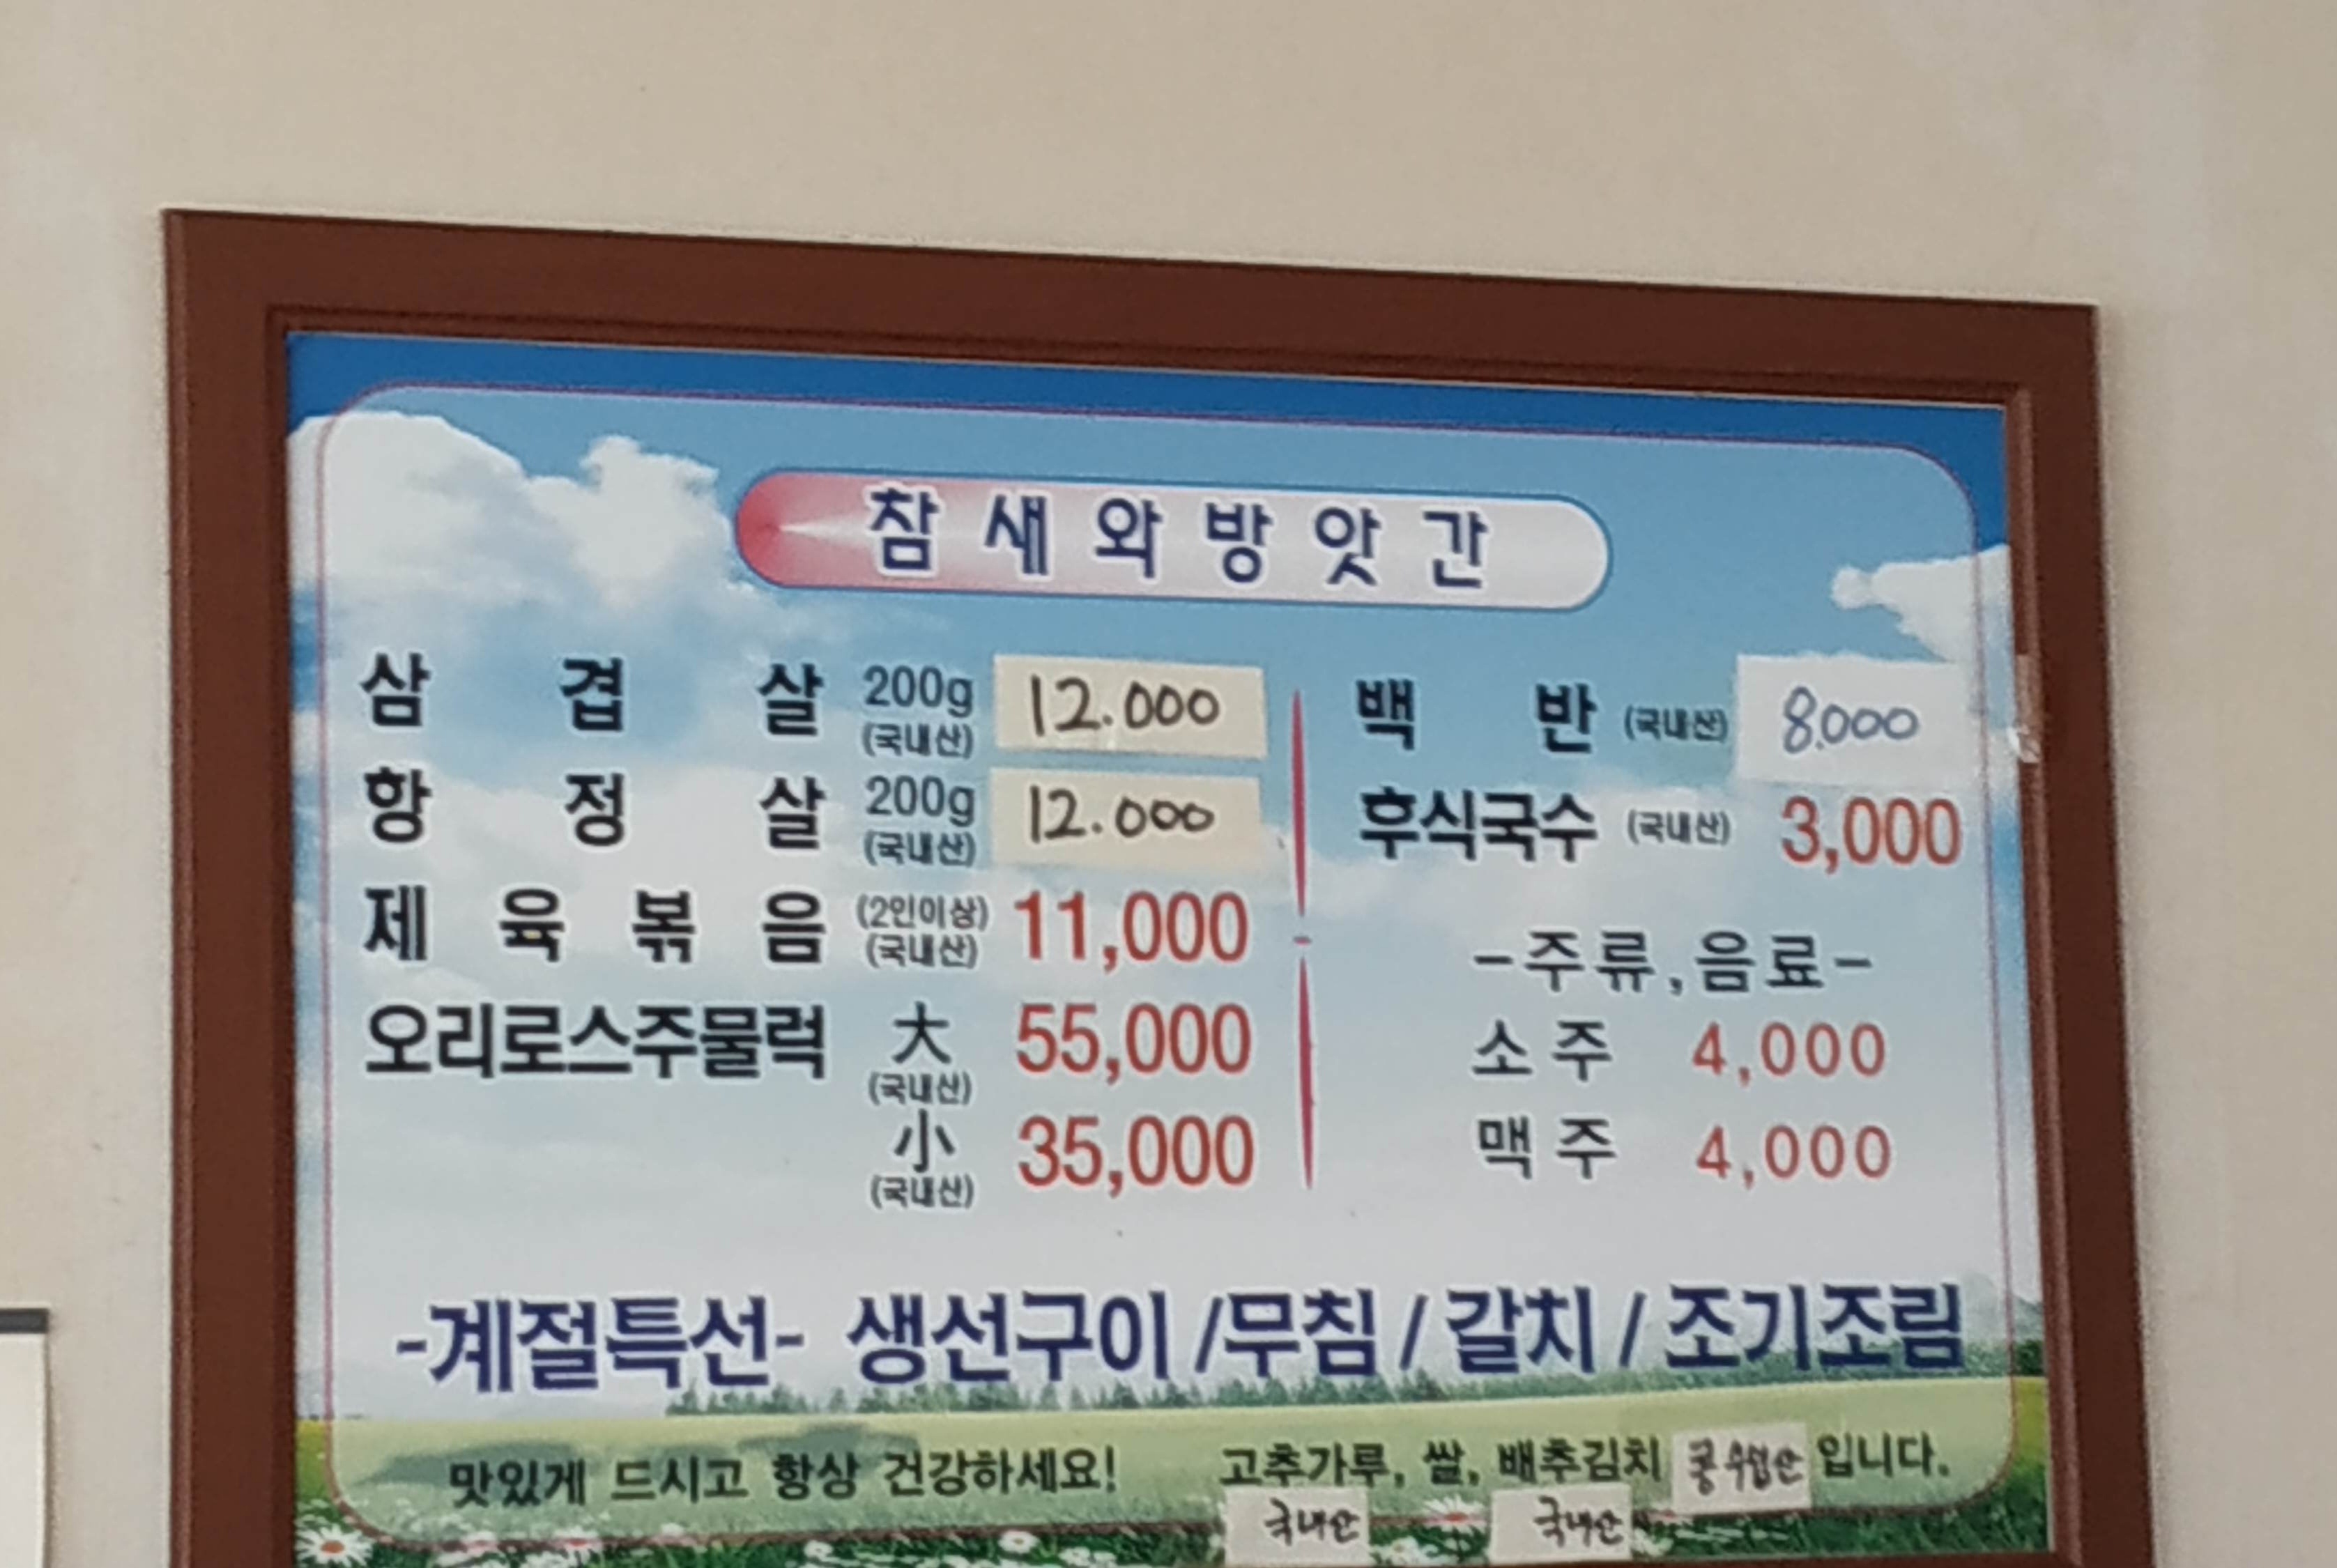 참새와방앗간
삼겹살 200g (국내산) 12.000
항정살 200g (국내산) 12.000
제육볶음 (2인이상) (국내산) 11,000
오리로스주물럭 大 (국내산) 55,000
小 (국내산) 35,000
백반 (국내산) 8.000
후식국수 (국내산) 3,000
-주류,음료-
소주 4,000
맥주 4,000
-계절특선- 생선구이 /무침 / 갈치 / 조기조림
맛있게 드시고 항상 건강하세요!
고추가루, 쌀, 배추김치 입니다.
국내산 국내산